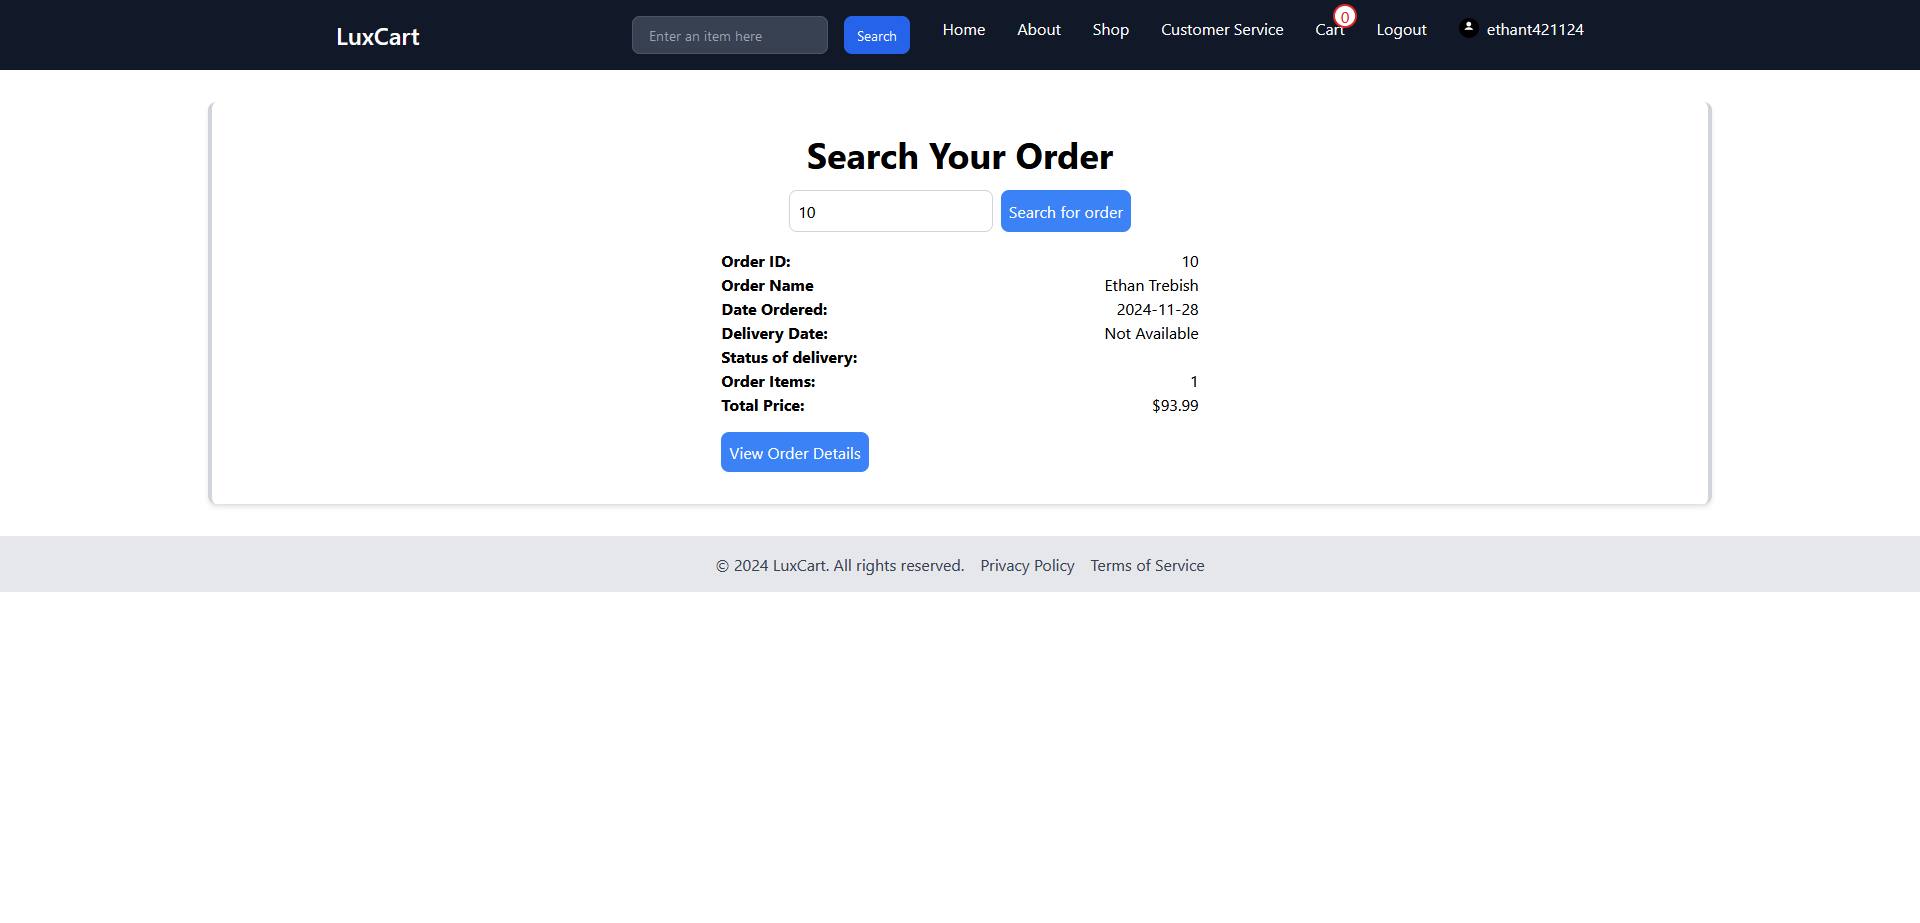 LuxCart
Enter an item here
Search
Home
About
Shop
Customer Service
Cart
0
Logout
ethant421124
Search Your Order
10
Search for order
Order ID: 10
Order Name Ethan Trebish
Date Ordered: 2024-11-28
Delivery Date: Not Available
Status of delivery:
Order Items: 1
Total Price: $93.99
View Order Details
© 2024 LuxCart. All rights reserved. Privacy Policy Terms of Service